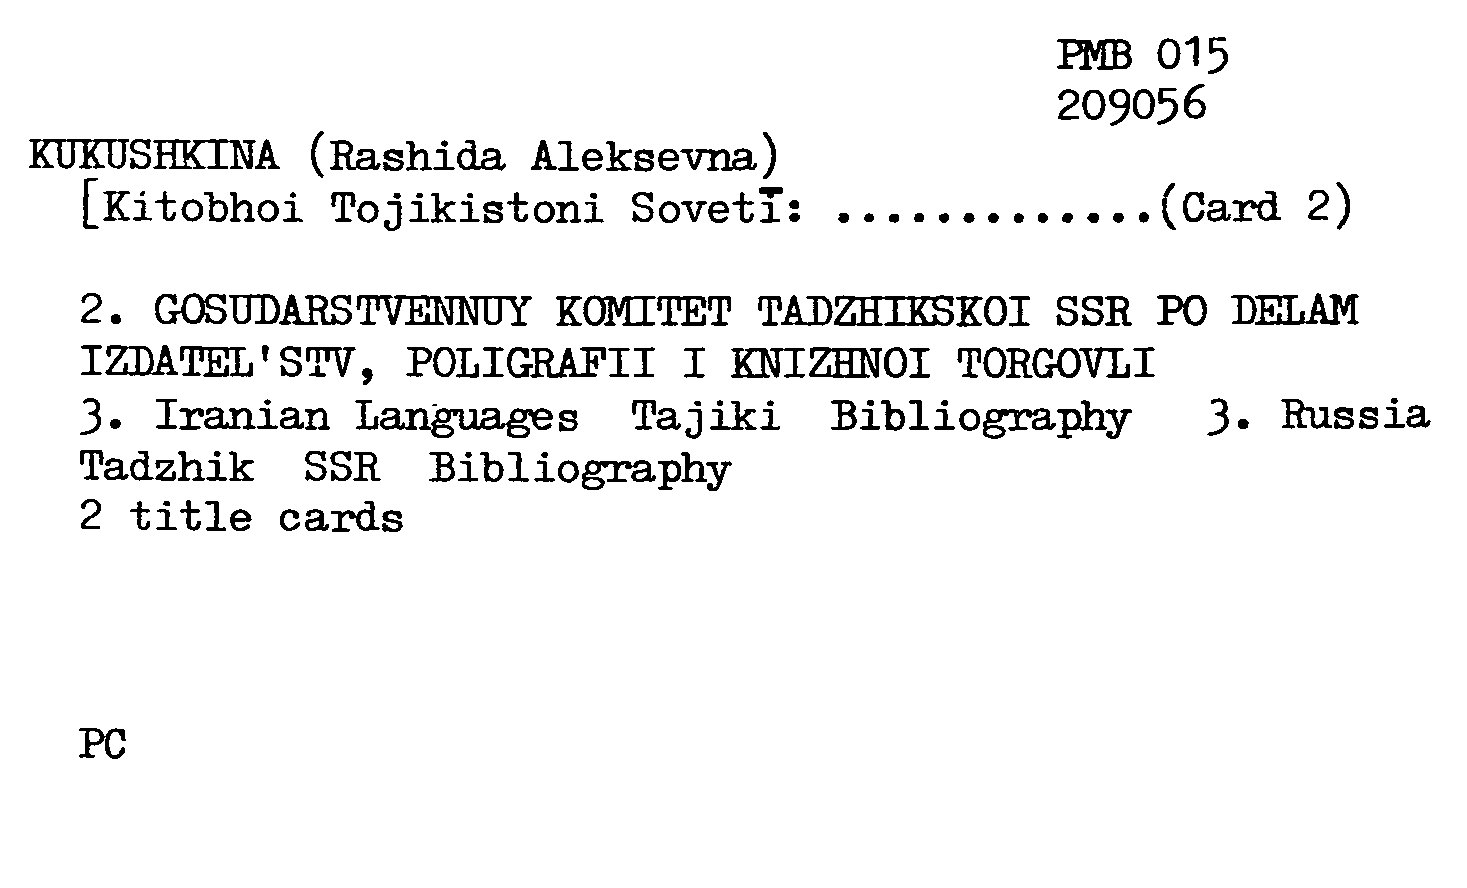 PMB 015
209056
KUKUSHKINA (Rashida Aleksevna)
[Kitobhoi Tojikistoni Sovetī: .............(Card 2)
2. GOSUDARSTVENNUY KOMITET TADZHIKSKOI SSR PO DELAM
IZDATEL'STV, POLIGRAFII I KNIZHNOI TORGOVLI
3. Iranian Languages Tajiki Bibliography 3. Russia
Tadzhik SSR Bibliography
2 title cards
PC